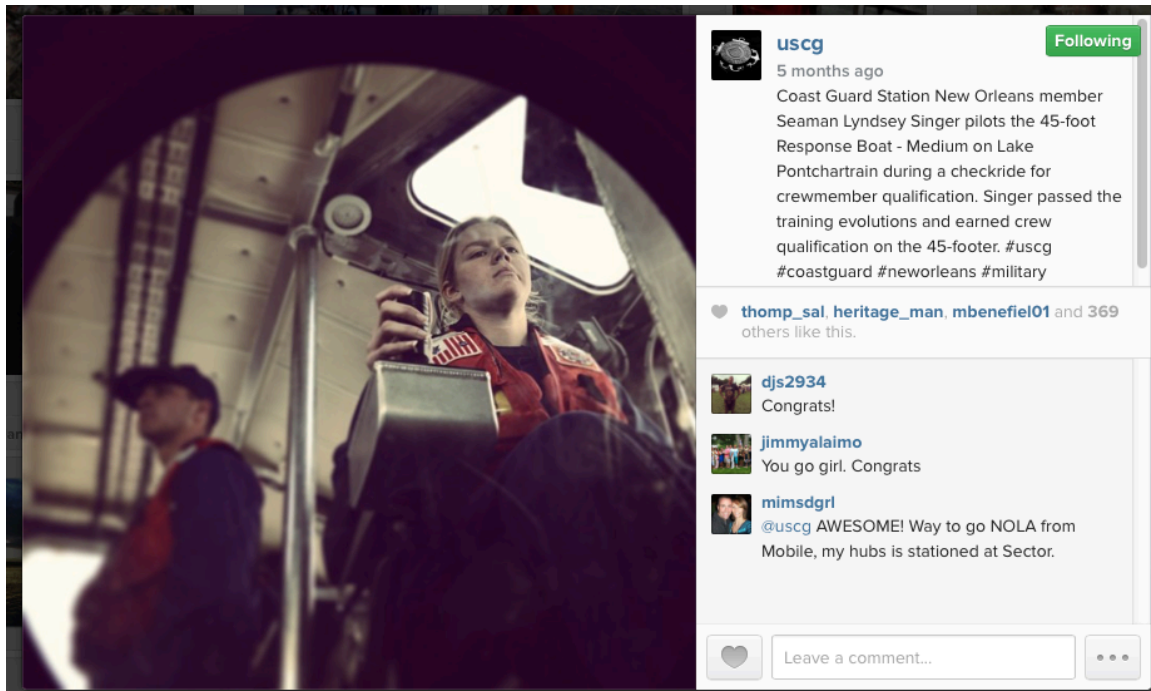 uscg
Following
5 months ago
Coast Guard Station New Orleans member
Seaman Lyndsey Singer pilots the 45-foot
Response Boat - Medium on Lake
Pontchartrain during a checkride for
crewmember qualification. Singer passed the
training evolutions and earned crew
qualification on the 45-footer. #uscg
#coastguard #neworleans #military
thomp_sal, heritage_man, mbenefiel01 and 369
others like this.
djs2934
Congrats!
jimmyalaimo
You go girl. Congrats
mimsdgrl
@uscg AWESOME! Way to go NOLA from
Mobile, my hubs is stationed at Sector.
Leave a comment...